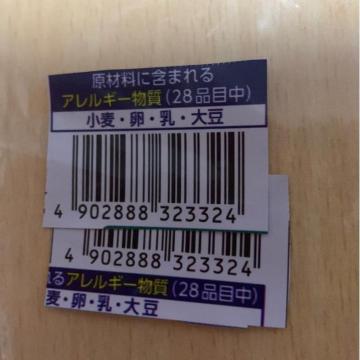 原材料に含まれる
アレルギー物質(28品目中)
小麦・卵・乳・大豆
4 902888 323324
4 902888 323324
るアレルギー物質(28品目中)
麦・卵・乳・大豆